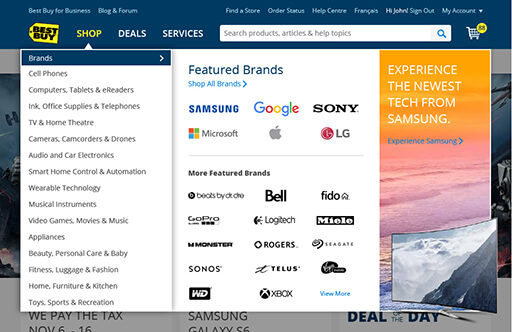 Best Buy for Business Blog & Forum Find a Store Order Status Help Centre Français Hi John! Sign Out My Account
BEST BUY
SHOP DEALS SERVICES Search products, articles & help topics 88
Brands
Cell Phones
Computers, Tablets & eReaders
Ink, Office Supplies & Telephones
TV & Home Theatre
Cameras, Camcorders & Drones
Audio and Car Electronics
Smart Home Control & Automation
Wearable Technology
Musical Instruments
Video Games, Movies & Music
Appliances
Beauty, Personal Care & Baby
Fitness, Luggage & Fashion
Home, Furniture & Kitchen
Toys, Sports & Recreation
Featured Brands
Shop All Brands
SAMSUNG Google SONY
Microsoft LG
More Featured Brands
beats by dr. dre Bell fido
GoPro Logitech Miele
MONSTER ROGERS SEAGATE
SONOS TELUS
WD XBOX View More
EXPERIENCE
THE NEWEST
TECH FROM
SAMSUNG.
Experience Samsung
WE PAY THE TAX
NOV 6 - 16
SAMSUNG
GALAXY S6
DEAL OF THE DAY